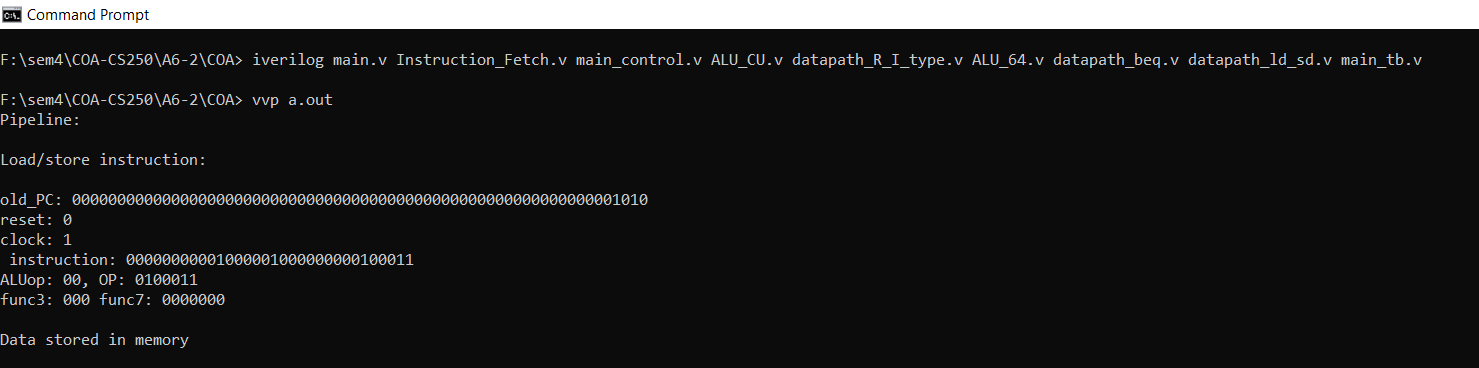 Command Prompt
F:\sem4\COA-CS250\A6-2\COA> iverilog main.v Instruction_Fetch.v main_control.v ALU_CU.v datapath_R_I_type.v ALU_64.v datapath_beq.v datapath_ld_sd.v main_tb.v
F:\sem4\COA-CS250\A6-2\COA> vvp a.out
Pipeline:
Load/store instruction:
old_PC: 0000000000000000000000000000000000000000000000000000000000001010
reset: 0
clock: 1
instruction: 00000000001000001000000000100011
ALUop: 00, OP: 0100011
func3: 000 func7: 0000000
Data stored in memory